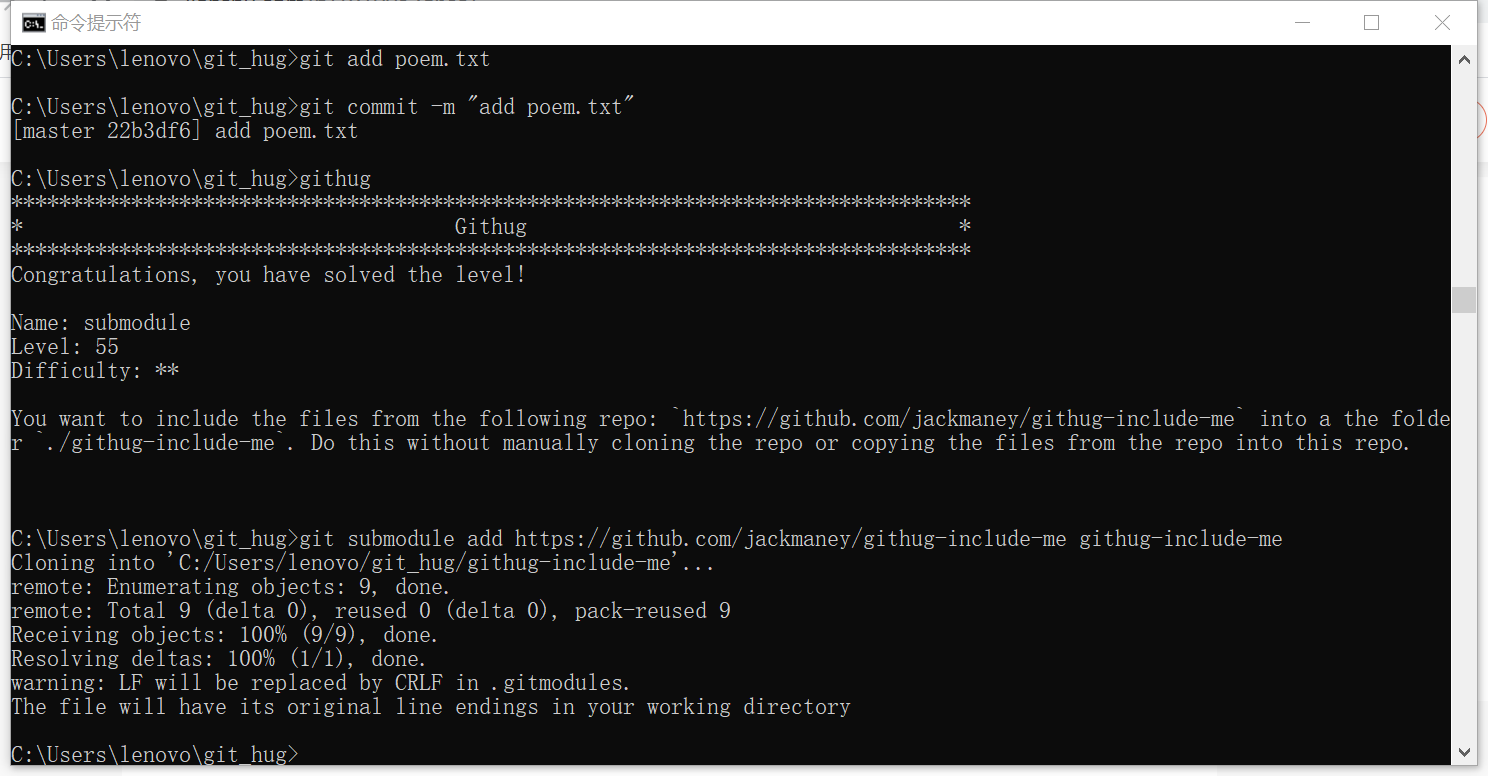 命令提示符
用
C:\Users\lenovo\git_hug>git add poem.txt
C:\Users\lenovo\git_hug>git commit -m "add poem.txt"
[master 22b3df6] add poem.txt
C:\Users\lenovo\git_hug>githug
********************************************************************************
*                                    Githug                                    *
********************************************************************************
Congratulations, you have solved the level!
Name: submodule
Level: 55
Difficulty: **
You want to include the files from the following repo: `https://github.com/jackmaney/githug-include-me` into a the folde
r `./githug-include-me`. Do this without manually cloning the repo or copying the files from the repo into this repo.
C:\Users\lenovo\git_hug>git submodule add https://github.com/jackmaney/githug-include-me githug-include-me
Cloning into 'C:/Users/lenovo/git_hug/githug-include-me'...
remote: Enumerating objects: 9, done.
remote: Total 9 (delta 0), reused 0 (delta 0), pack-reused 9
Receiving objects: 100% (9/9), done.
Resolving deltas: 100% (1/1), done.
warning: LF will be replaced by CRLF in .gitmodules.
The file will have its original line endings in your working directory
C:\Users\lenovo\git_hug>